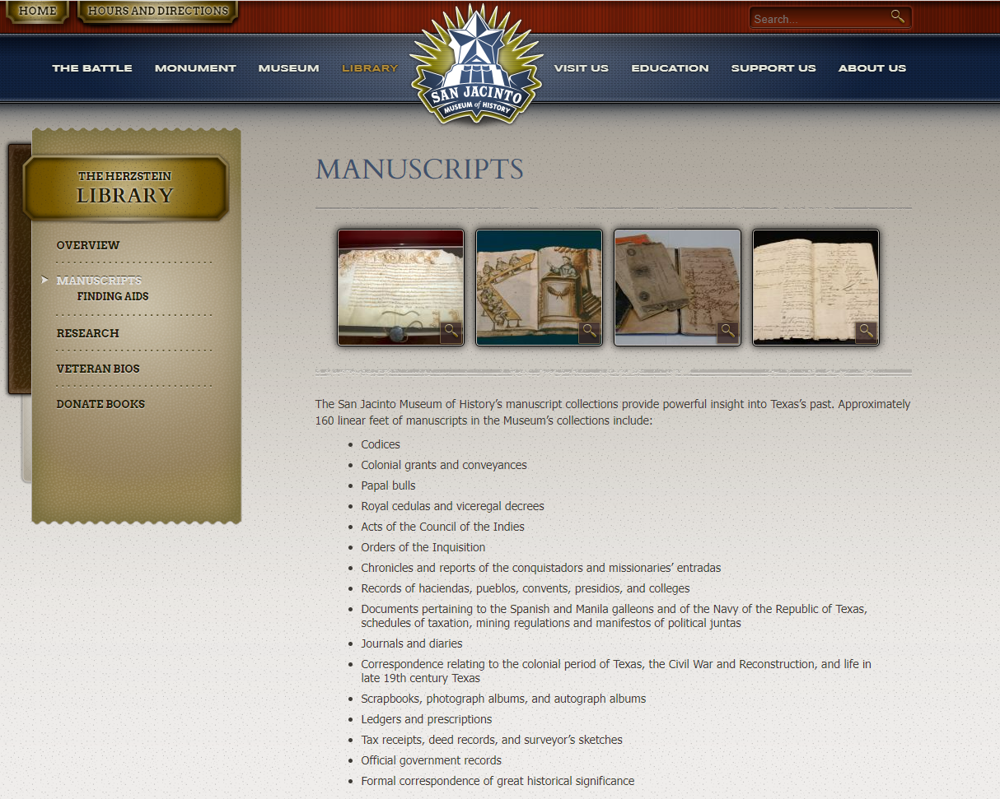 HOME
HOURS AND DIRECTIONS
Search...
THE BATTLE
MONUMENT
MUSEUM
LIBRARY
SAN JACINTO
MUSEUM of HISTORY
VISIT US
EDUCATION
SUPPORT US
ABOUT US
THE HERZSTEIN
LIBRARY
OVERVIEW
MANUSCRIPTS
FINDING AIDS
RESEARCH
VETERAN BIOS
DONATE BOOKS
MANUSCRIPTS
The San Jacinto Museum of History’s manuscript collections provide powerful insight into Texas’s past. Approximately
160 linear feet of manuscripts in the Museum’s collections include:
• Codices
• Colonial grants and conveyances
• Papal bulls
• Royal cedulas and viceregal decrees
• Acts of the Council of the Indies
• Orders of the Inquisition
• Chronicles and reports of the conquistadors and missionaries’ entradas
• Records of haciendas, pueblos, convents, presidios, and colleges
• Documents pertaining to the Spanish and Manila galleons and of the Navy of the Republic of Texas,
schedules of taxation, mining regulations and manifestos of political juntas
• Journals and diaries
• Correspondence relating to the colonial period of Texas, the Civil War and Reconstruction, and life in
late 19th century Texas
• Scrapbooks, photograph albums, and autograph albums
• Ledgers and prescriptions
• Tax receipts, deed records, and surveyor’s sketches
• Official government records
• Formal correspondence of great historical significance